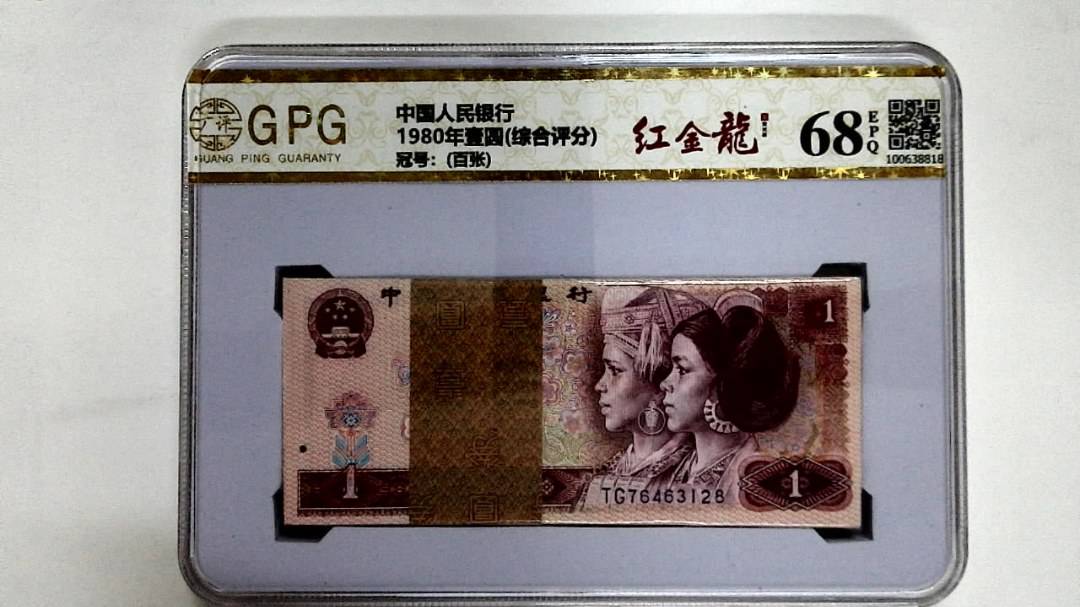 GPG
GUANG PING GUARANTY
中国人民银行
1980年壹圆(综合评分)
冠号：(百张)
红金龍
68
EPQ
100638818
中
行
1
1
TG76463128
1